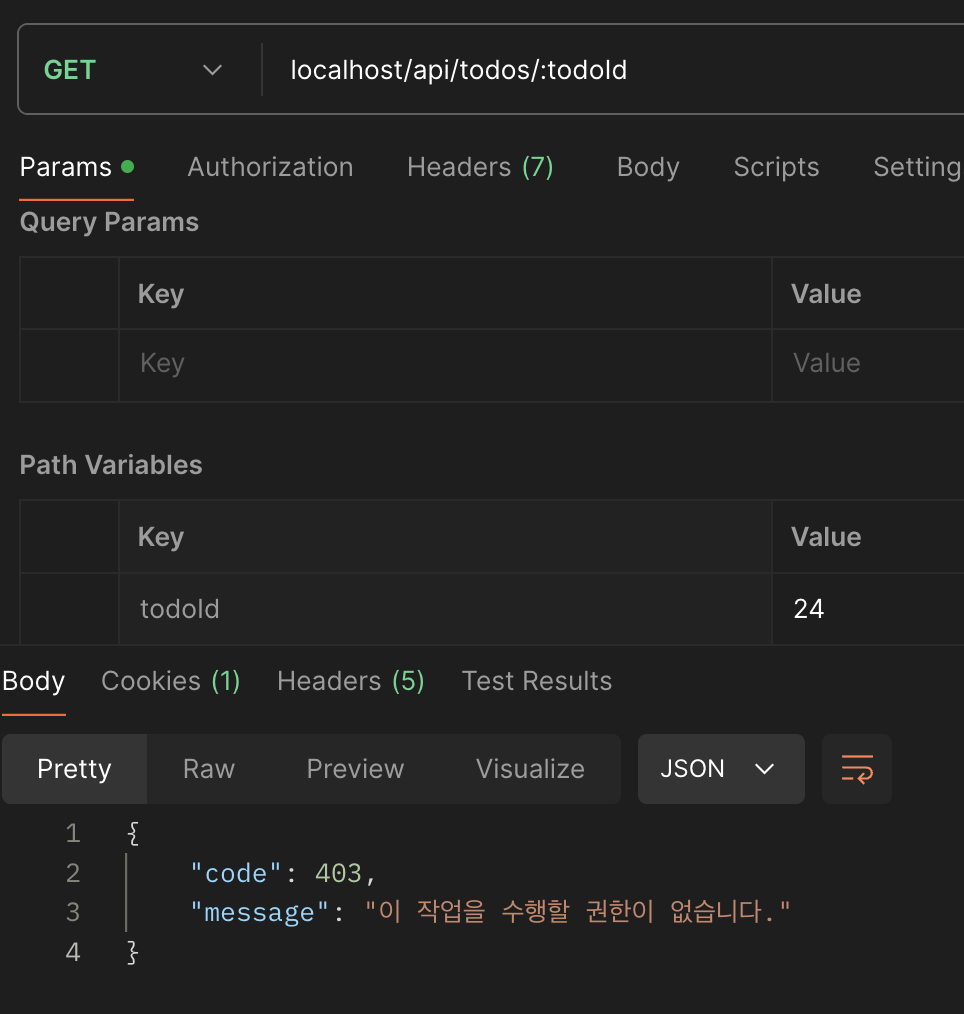 GET localhost/api/todos/:todoId
Params Authorization Headers (7) Body Scripts Setting
Query Params
Key Value
Key Value
Path Variables
Key Value
todoId 24
Body Cookies (1) Headers (5) Test Results
Pretty Raw Preview Visualize JSON
1 {
2 "code": 403,
3 "message": "이 작업을 수행할 권한이 없습니다."
4 }